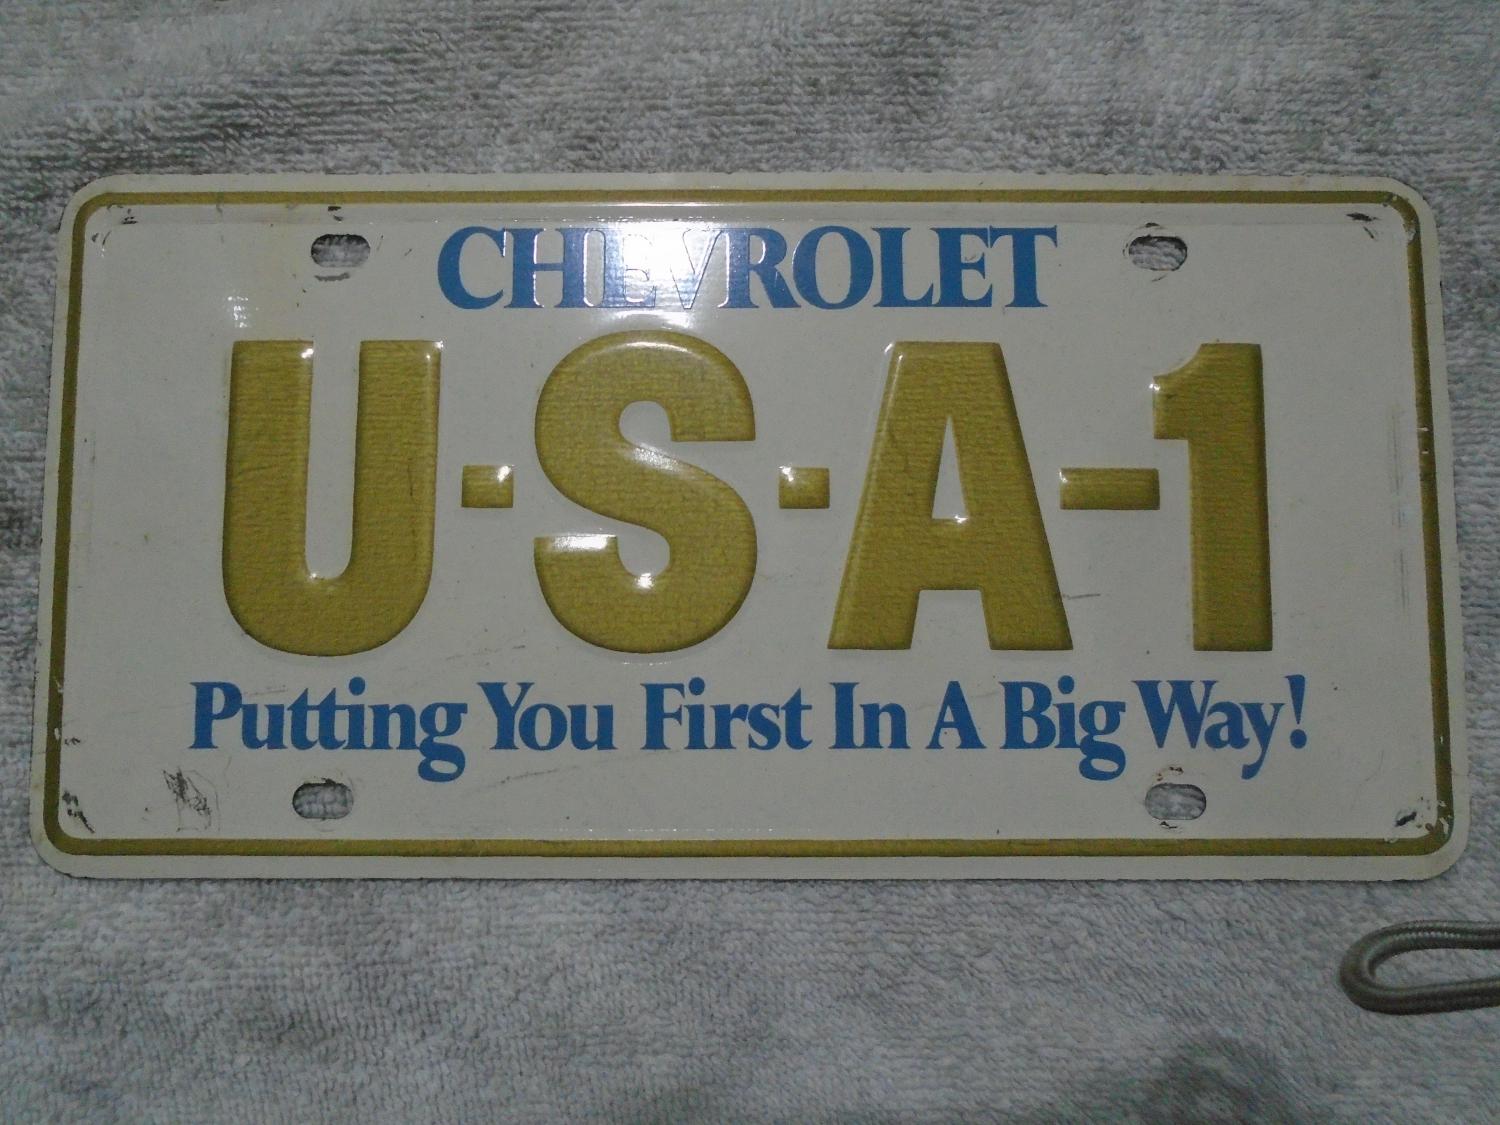 CHEVROLET
U·S·A-1
Putting You First In A Big Way!